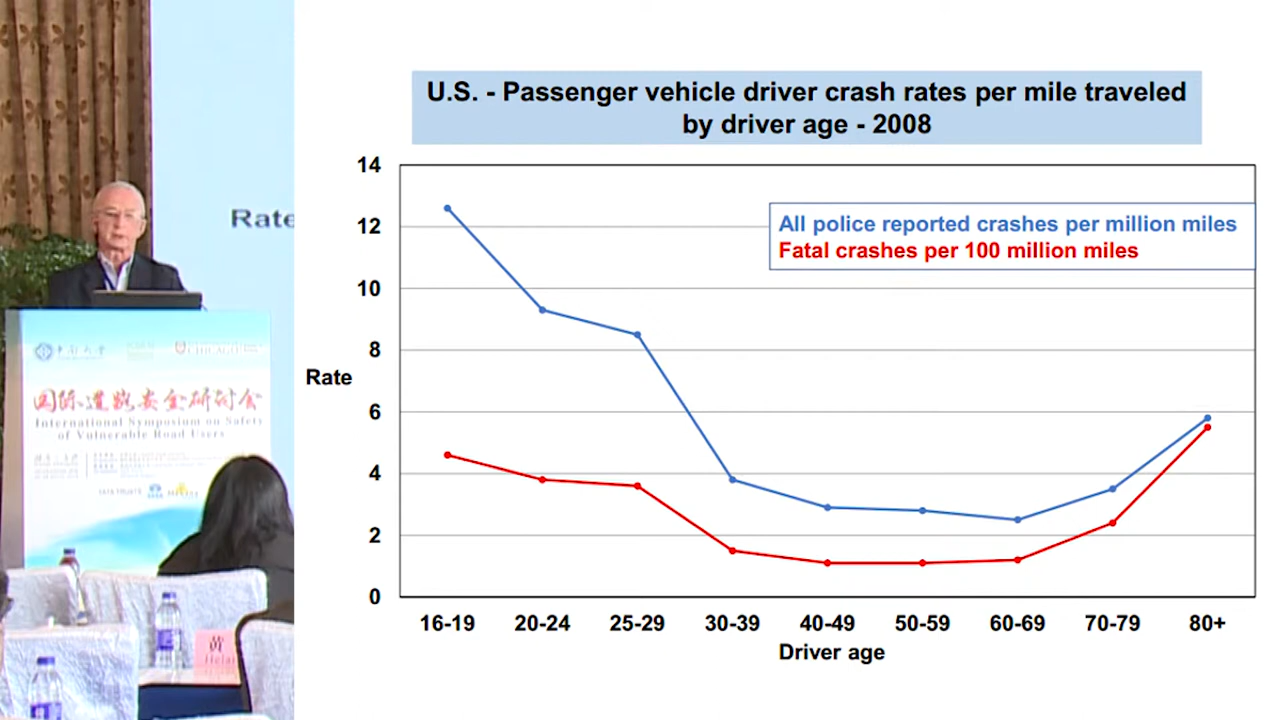 U.S. - Passenger vehicle driver crash rates per mile traveled
by driver age - 2008
14
12
10
8
6
4
2
0
Rate
All police reported crashes per million miles
Fatal crashes per 100 million miles
16-19 20-24 25-29 30-39 40-49 50-59 60-69 70-79 80+
Driver age
Rate
CHICAGO
国际道路安全研讨会
International Symposium on Safety
of Vulnerable Road Users
TATA TRUSTS
黄